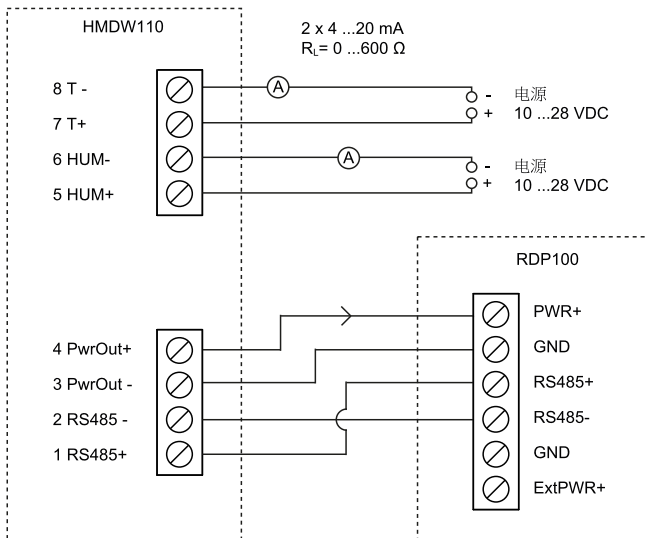 HMDW110
2 x 4 ...20 mA
RL= 0 ...600 Ω
8 T -
A
- 电源
7 T+
+ 10 ...28 VDC
6 HUM-
A
- 电源
5 HUM+
+ 10 ...28 VDC
RDP100
PWR+
4 PwrOut+
GND
3 PwrOut -
RS485+
2 RS485 -
RS485-
1 RS485+
GND
ExtPWR+